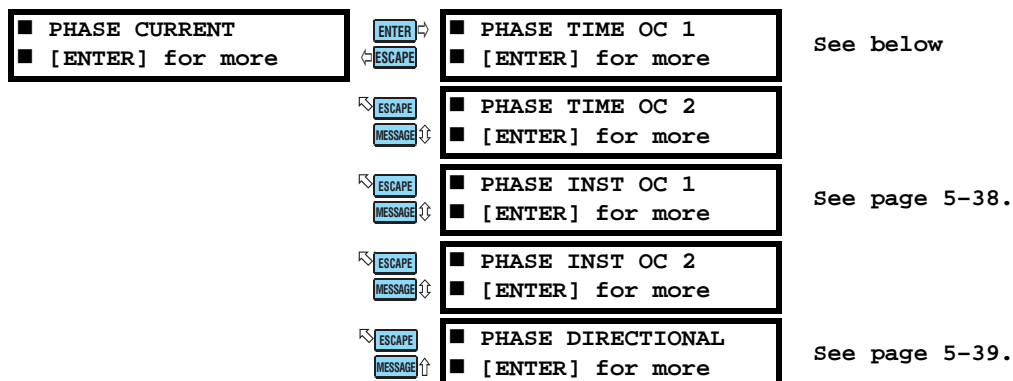 ■ PHASE CURRENT
■ [ENTER] for more
ENTER
ESCAPE
■ PHASE TIME OC 1
■ [ENTER] for more
See below
ESCAPE
MESSAGE
■ PHASE TIME OC 2
■ [ENTER] for more
ESCAPE
MESSAGE
■ PHASE INST OC 1
■ [ENTER] for more
See page 5–38.
ESCAPE
MESSAGE
■ PHASE INST OC 2
■ [ENTER] for more
ESCAPE
MESSAGE
■ PHASE DIRECTIONAL
■ [ENTER] for more
See page 5–39.